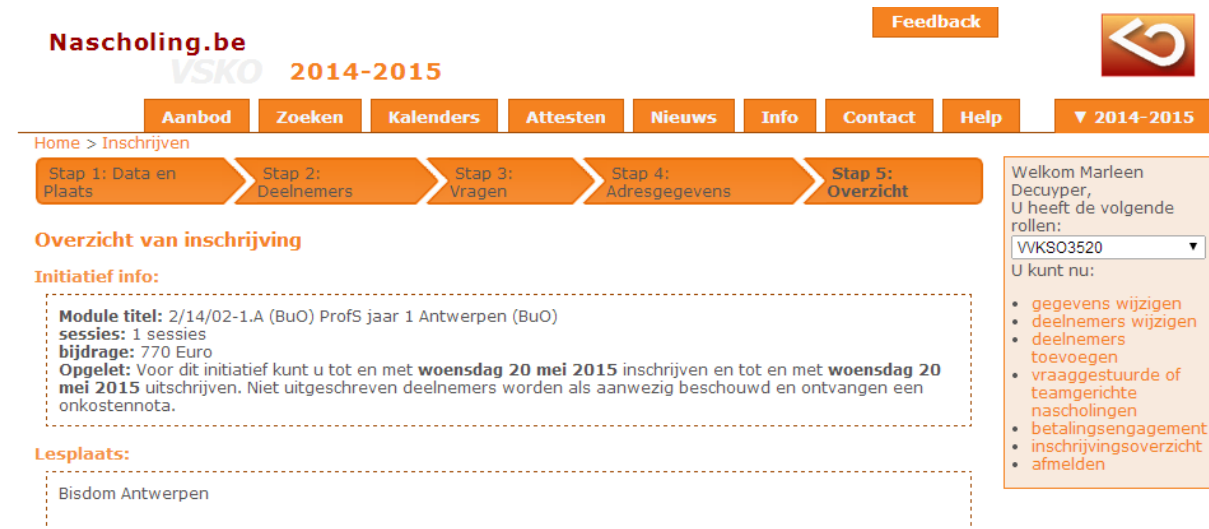 Feedback
Nascholing.be
VSKO 2014-2015
Aanbod Zoeken Kalenders Attesten Nieuws Info Contact Help ▼ 2014-2015
Home > Inschrijven
Stap 1: Data en
Plaats
Stap 2:
Deelnemers
Stap 3:
Vragen
Stap 4:
Adresgegevens
Stap 5:
Overzicht
Overzicht van inschrijving
Initiatief info:
Module titel: 2/14/02-1.A (BuO) ProfS jaar 1 Antwerpen (BuO)
sessies: 1 sessies
bijdrage: 770 Euro
Opgelet: Voor dit initiatief kunt u tot en met woensdag 20 mei 2015 inschrijven en tot en met woensdag 20
mei 2015 uitschrijven. Niet uitgeschreven deelnemers worden als aanwezig beschouwd en ontvangen een
onkostennota.
Lesplaats:
Bisdom Antwerpen
Welkom Marleen
Decuyper,
U heeft de volgende
rollen:
VVKSO3520 ▼
U kunt nu:
• gegevens wijzigen
• deelnemers wijzigen
• deelnemers
toevoegen
• vraaggestuurde of
teamgerichte
nascholingen
• betalingsengagement
• inschrijvingsoverzicht
• afmelden